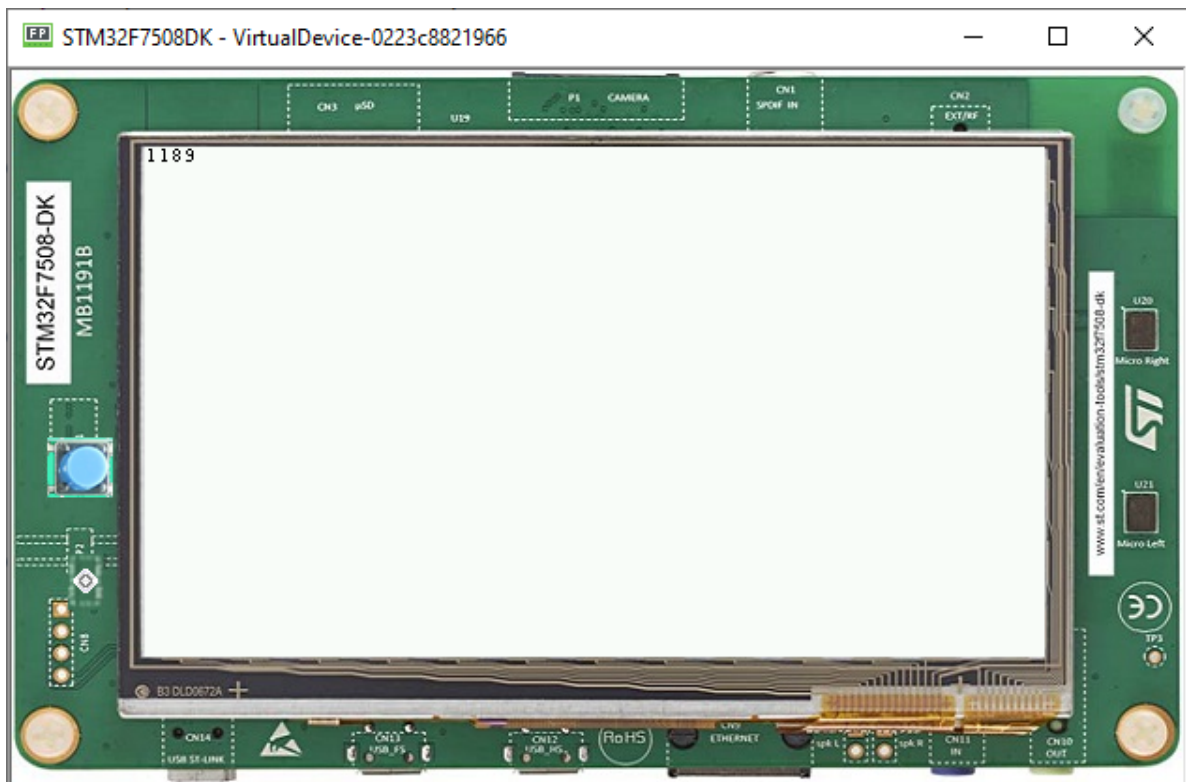 STM32F7508DK - VirtualDevice-0223c8821966
CN3 µSD
U19
P1 CAMERA
CN1
SPDIF IN
CN2
EXT/RF
1189
STM32F7508-DK
MB1191B
www.st.com/en/evaluation-tools/stm32f7508-dk
U20
Micro Right
U21
Micro Left
P2
CN8
TP3
B3 DLD0672A
CN14
USB ST-LINK
CN13
USB_FS
CN12
USB_HS
RoHS
CN9
ETHERNET
spk L
spk R
CN11
IN
CN10
OUT